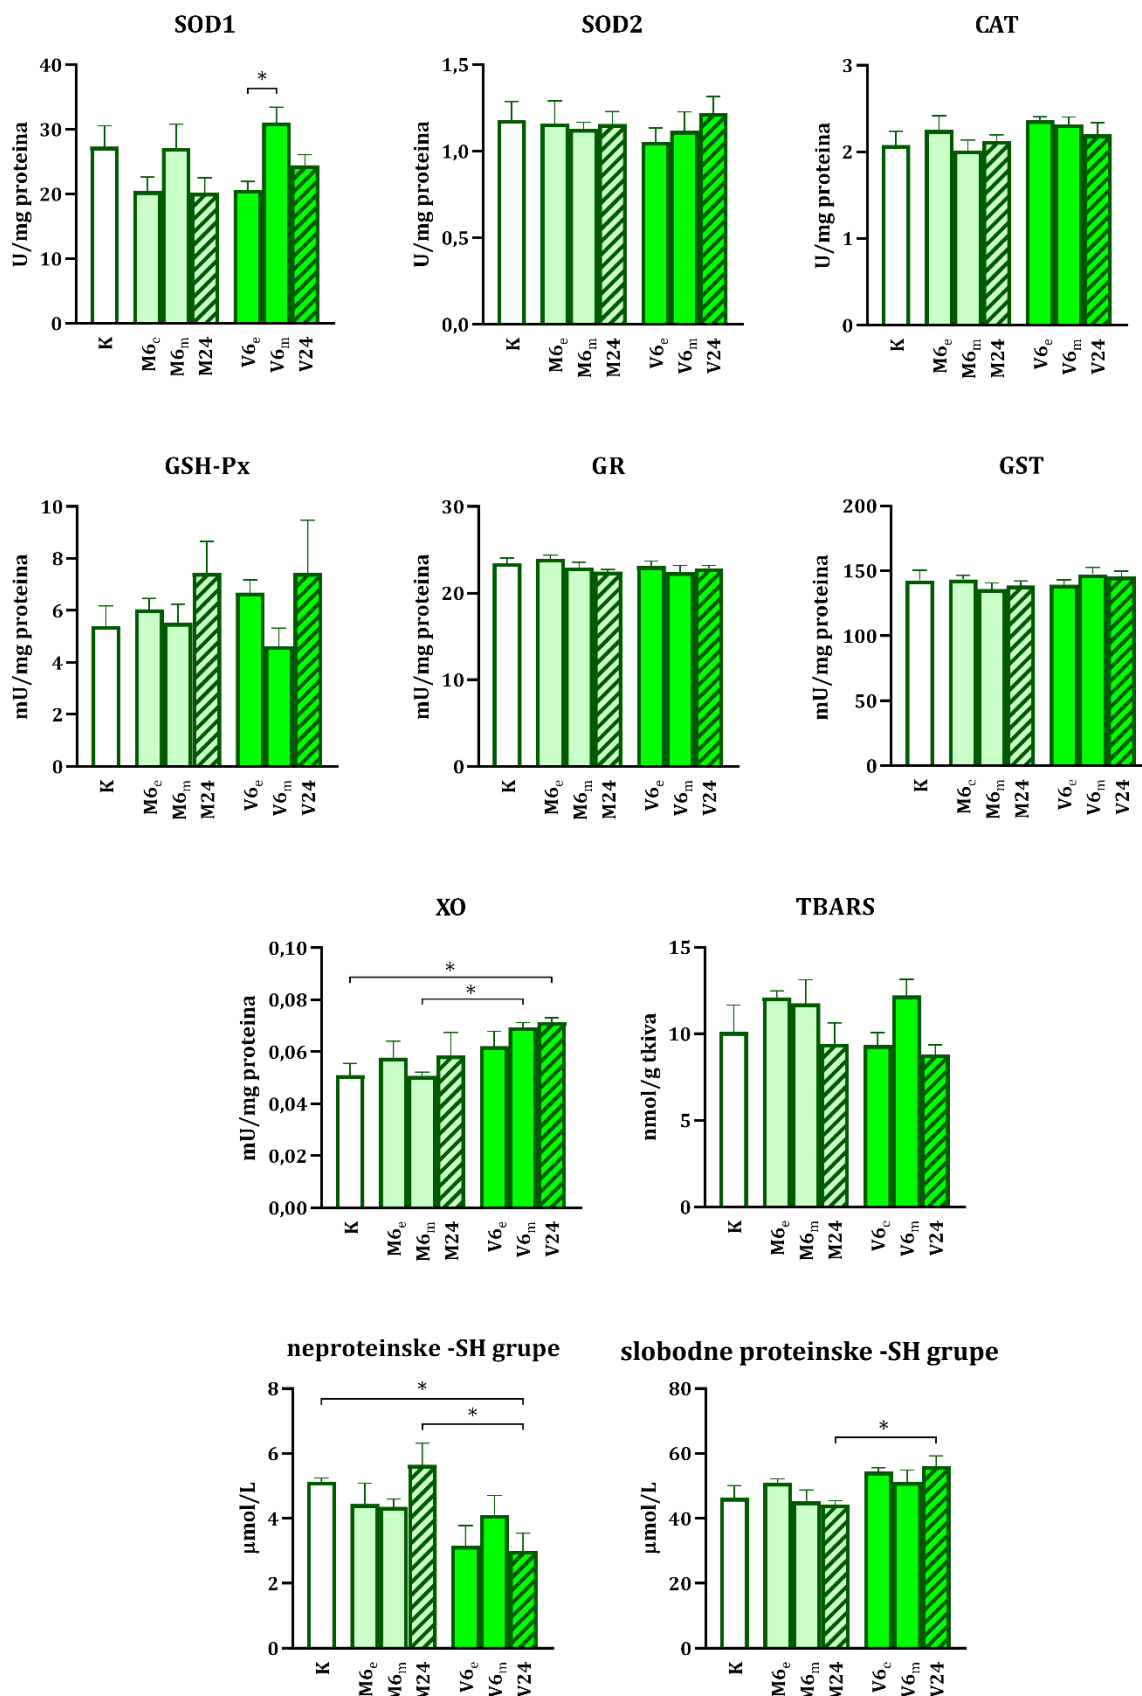 SOD1
U/mg proteina
40
30
20
10
0
*
K
M6c
M6m
M24
V6e
V6m
V24
SOD2
U/mg proteina
1,5
1,0
0,5
0,0
K
M6e
M6m
M24
V6e
V6m
V24
CAT
U/mg proteina
3
2
1
0
K
M6e
M6m
M24
V6e
V6m
V24
GSH-Px
mU/mg proteina
10
8
6
4
2
0
K
M6e
M6m
M24
V6e
V6m
V24
GR
mU/mg proteina
30
20
10
0
K
M6e
M6m
M24
V6e
V6m
V24
GST
mU/mg proteina
200
150
100
50
0
K
M6c
M6m
M24
V6e
V6m
V24
XO
mU/mg proteina
0,10
0,08
0,06
0,04
0,02
0,00
*
*
K
M6e
M6m
M24
V6e
V6m
V24
TBARS
nmol/g tkiva
15
10
5
0
K
M6e
M6m
M24
V6c
V6m
V24
neproteinske -SH grupe
µmol/L
8
6
4
2
0
*
*
K
M6e
M6m
M24
V6e
V6m
V24
slobodne proteinske -SH grupe
µmol/L
80
60
40
20
0
*
K
M6e
M6m
M24
V6c
V6m
V24